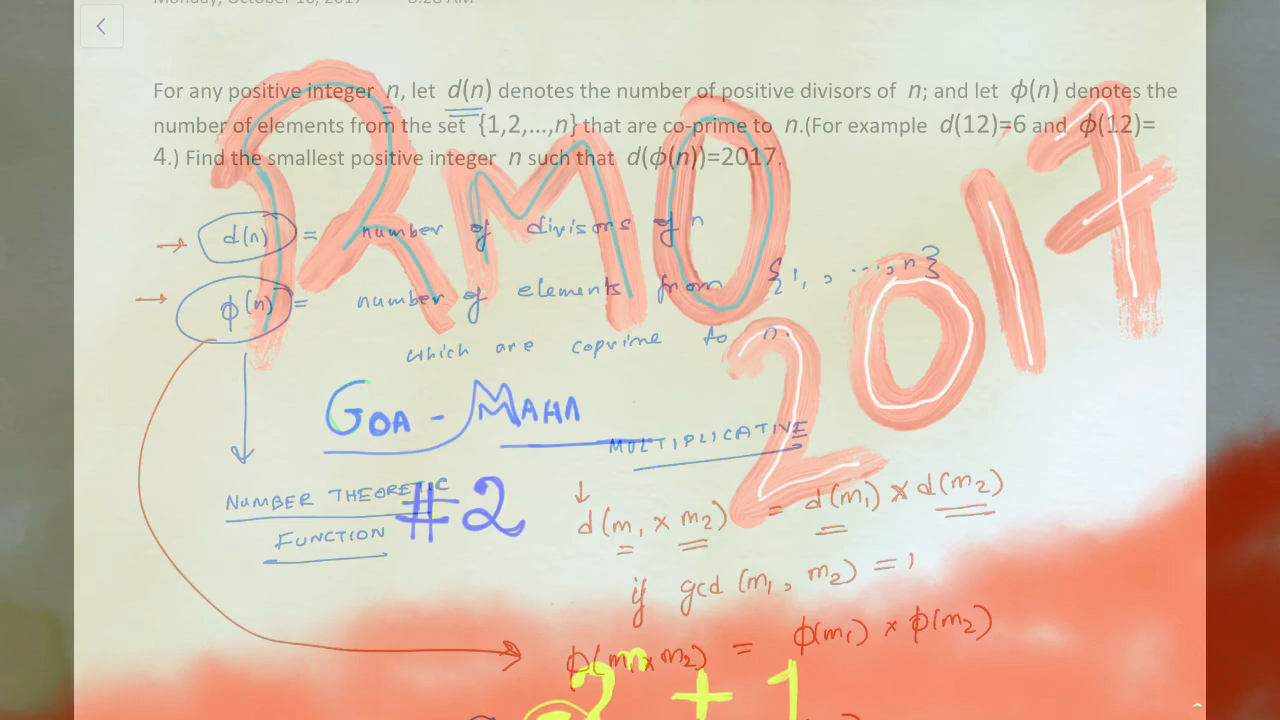 For any positive integer n, let d(n) denotes the number of positive divisors of n; and let ϕ(n) denotes the
number of elements from the set {1,2,...,n} that are co-prime to n.(For example d(12)=6 and ϕ(12)=
4.) Find the smallest positive integer n such that d(ϕ(n))=2017.
RMO
2017
→ d(n) = number of divisors of n
→ ϕ(n) = number of elements from {1, , ..., n}
which are coprime to n.
GOA - MAHA
#2
MULTIPLICATIVE
NUMBER THEORETIC
FUNCTION
d(m1 × m2) = d(m1) × d(m2)
if gcd (m1, m2) = 1
ϕ(m1 × m2) = ϕ(m1) × ϕ(m2)
2^n + 1